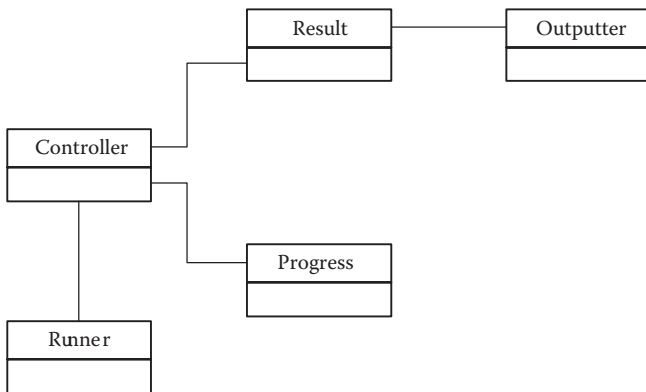 Result
Outputter
Controller
Progress
Runner